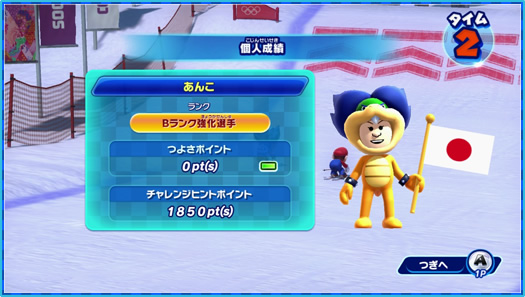 タイム
2
こじんせいせき
個人成績
あんこ
ランク
きょうかせんしゅ
Bランク強化選手
つよさポイント
0pt(s)
チャレンジヒントポイント
1850pt(s)
つぎへ
A
1P